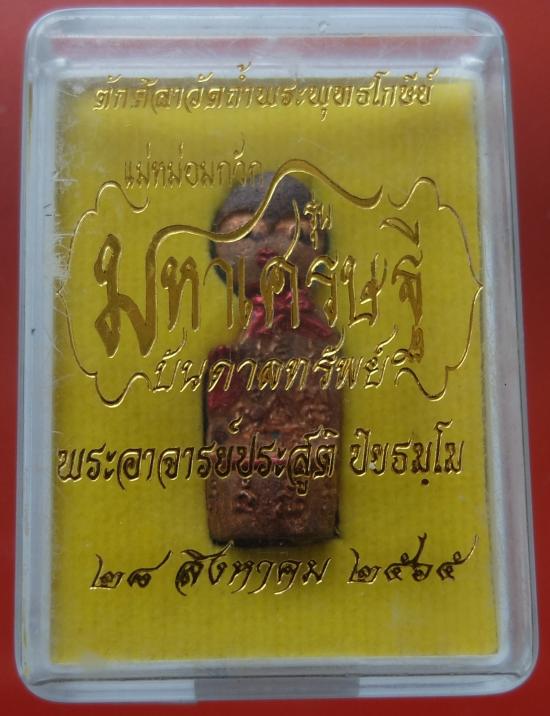 ตักศิลาวัดถ้ำพระพุทธโกษีย์
แม่หม่อมกวัก
รุ่น
มหาเศรษฐี
บันดาลทรัพย์
พระอาจารย์ประสูติ ปิยธมฺโม
๒๘ สิงหาคม ๒๕๖๕